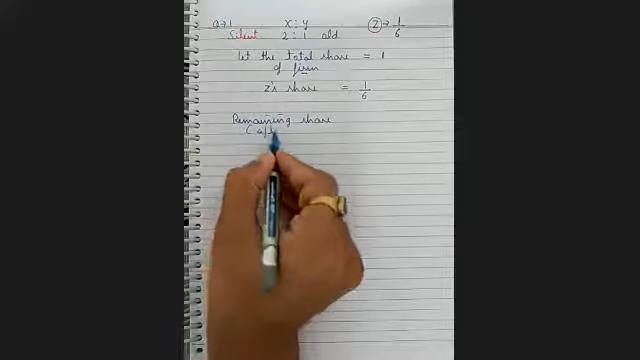 Q→1 X : Y Z → 1/6
Silent 2 : 1 old
Let the total share = 1
of firm
Z's share = 1/6
Remaining share
(aft